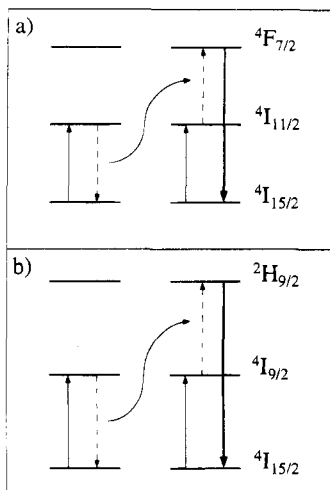 a)
⁴F₇/₂
⁴I₁₁/₂
⁴I₁₅/₂
b)
²H₉/₂
⁴I₉/₂
⁴I₁₅/₂